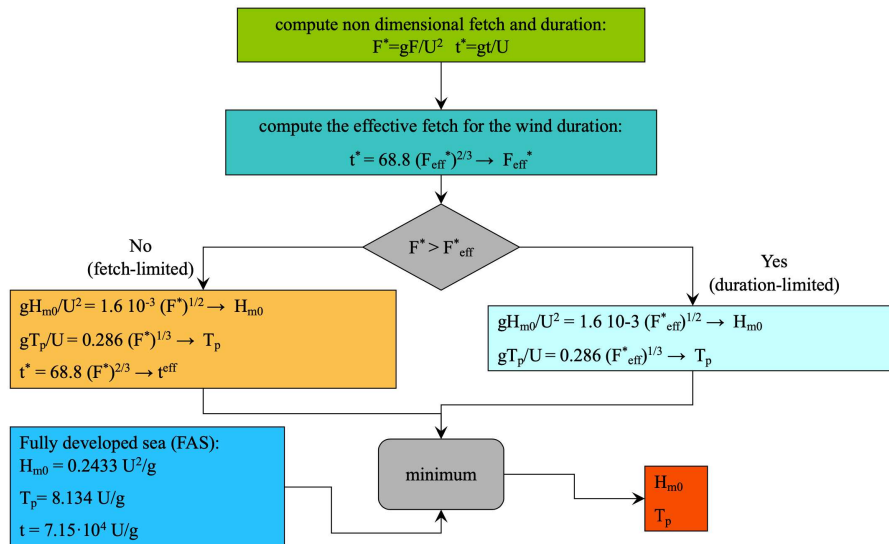 compute non dimensional fetch and duration:
F*=gF/U² t*=gt/U
compute the effective fetch for the wind duration:
t* = 68.8 (F_eff*)^2/3 → F_eff*
F* > F*_eff
No
(fetch-limited)
Yes
(duration-limited)
gH_m0/U² = 1.6 10^-3 (F*)^1/2 → H_m0
gT_p/U = 0.286 (F*)^1/3 → T_p
t* = 68.8 (F*)^2/3 → t^eff
gH_m0/U² = 1.6 10-3 (F*_eff)^1/2 → H_m0
gT_p/U = 0.286 (F*_eff)^1/3 → T_p
Fully developed sea (FAS):
H_m0 = 0.2433 U²/g
T_p= 8.134 U/g
t = 7.15·10⁴ U/g
minimum
H_m0
T_p